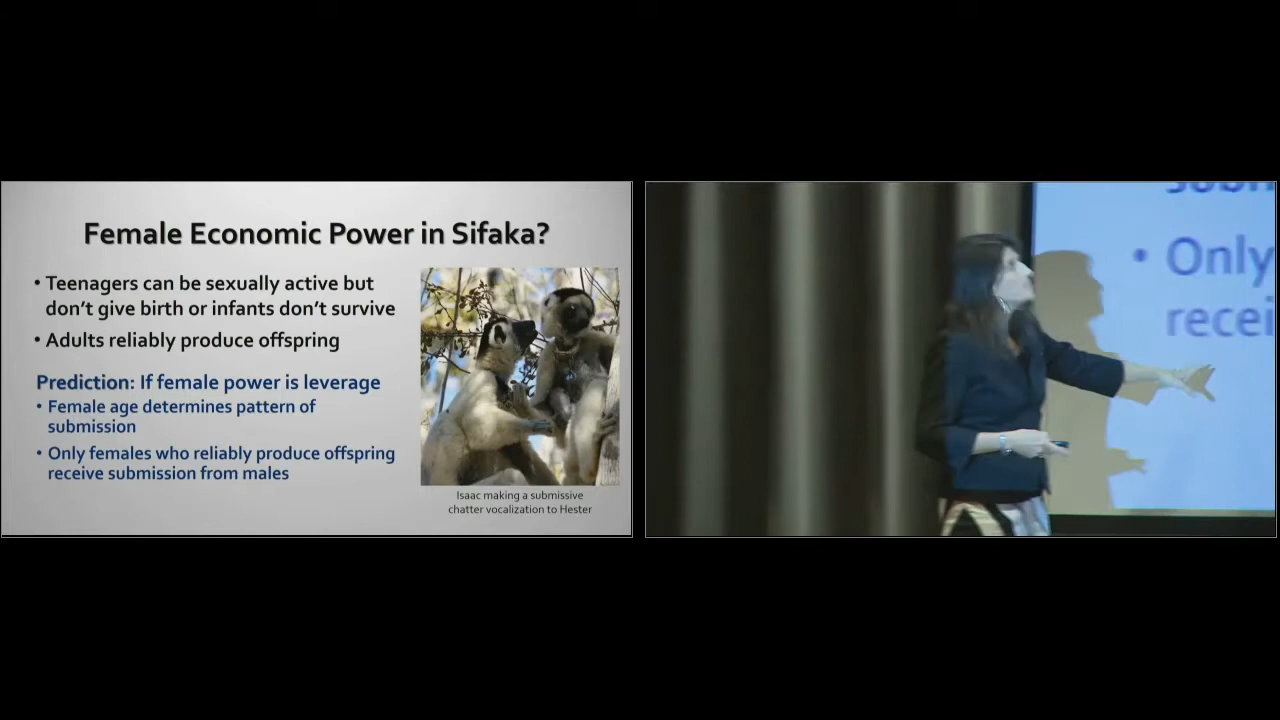 Female Economic Power in Sifaka?
• Teenagers can be sexually active but
don't give birth or infants don't survive
• Adults reliably produce offspring
Prediction: If female power is leverage
• Female age determines pattern of
submission
• Only females who reliably produce offspring
receive submission from males
Isaac making a submissive
chatter vocalization to Hester
• Only
recei